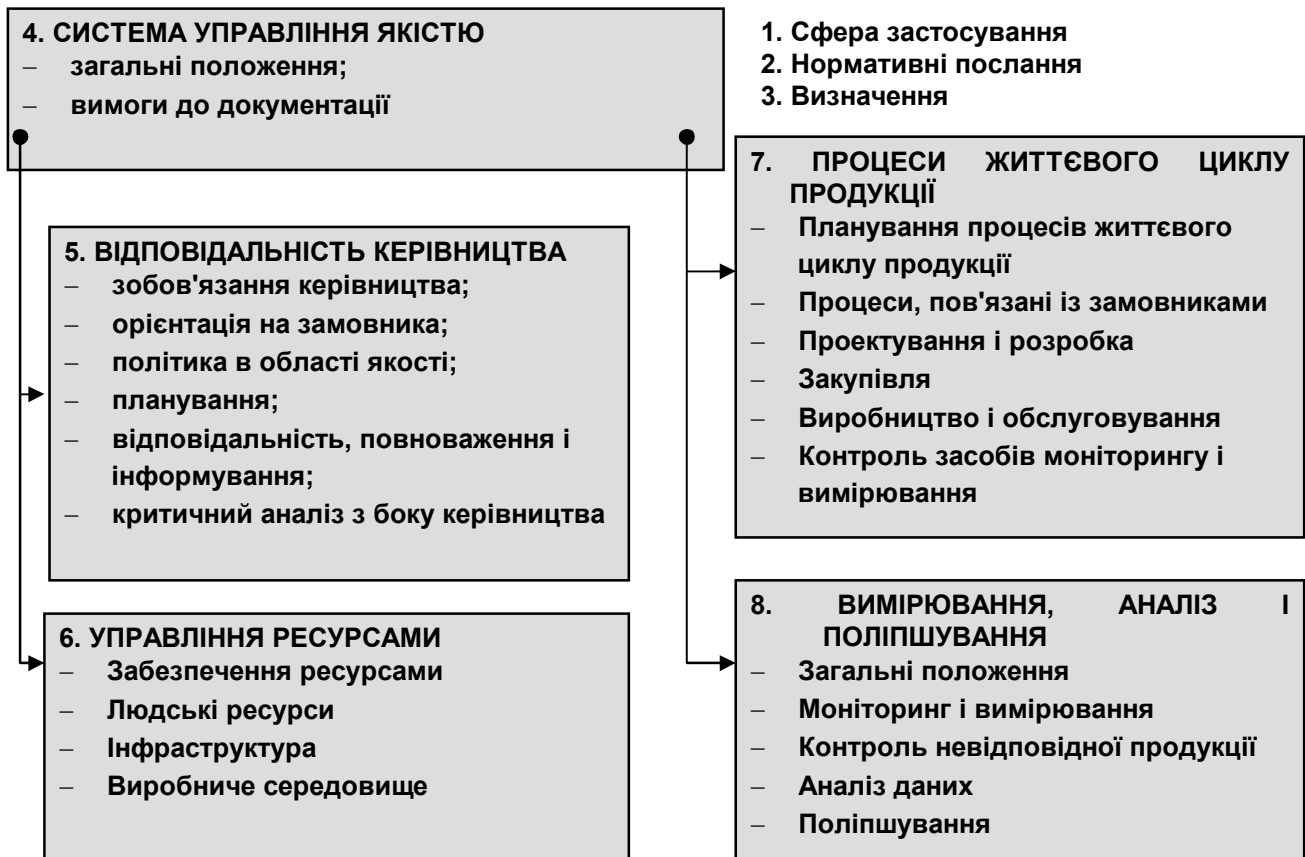 4. СИСТЕМА УПРАВЛІННЯ ЯКІСТЮ
– загальні положення;
– вимоги до документації
1. Сфера застосування
2. Нормативні послання
3. Визначення
5. ВІДПОВІДАЛЬНІСТЬ КЕРІВНИЦТВА
– зобов'язання керівництва;
– орієнтація на замовника;
– політика в області якості;
– планування;
– відповідальність, повноваження і
інформування;
– критичний аналіз з боку керівництва
6. УПРАВЛІННЯ РЕСУРСАМИ
– Забезпечення ресурсами
– Людські ресурси
– Інфраструктура
– Виробниче середовище
7. ПРОЦЕСИ ЖИТТЄВОГО ЦИКЛУ
ПРОДУКЦІЇ
– Планування процесів життєвого
циклу продукції
– Процеси, пов'язані із замовниками
– Проектування і розробка
– Закупівля
– Виробництво і обслуговування
– Контроль засобів моніторингу і
вимірювання
8. ВИМІРЮВАННЯ, АНАЛІЗ І
ПОЛІПШУВАННЯ
– Загальні положення
– Моніторинг і вимірювання
– Контроль невідповідної продукції
– Аналіз даних
– Поліпшування